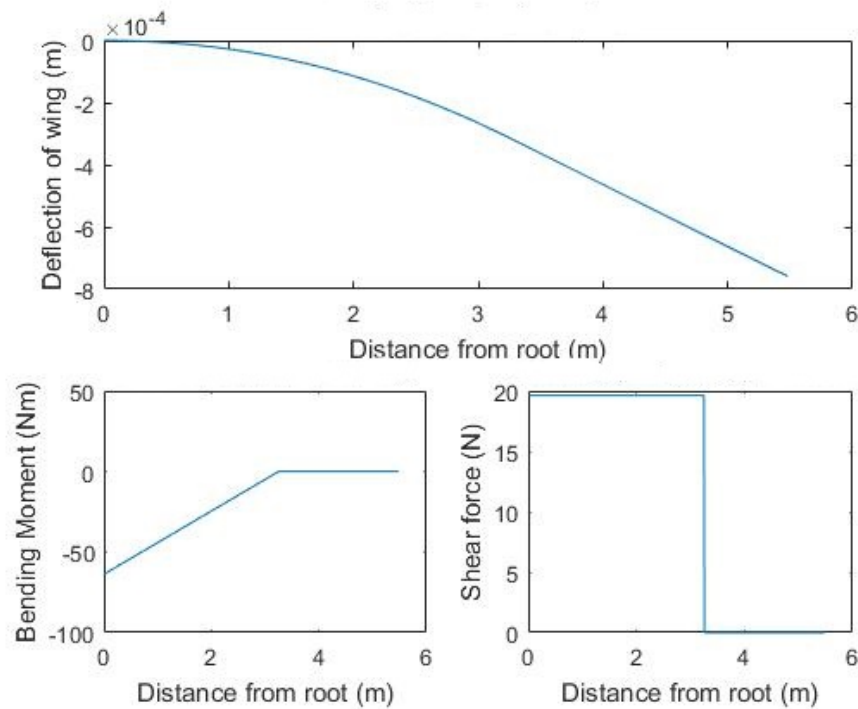 ×10-4
0
-2
-4
-6
-8
Deflection of wing (m)
0 1 2 3 4 5 6
Distance from root (m)
50
0
-50
-100
Bending Moment (Nm)
0 2 4 6
Distance from root (m)
20
15
10
5
0
Shear force (N)
0 2 4 6
Distance from root (m)